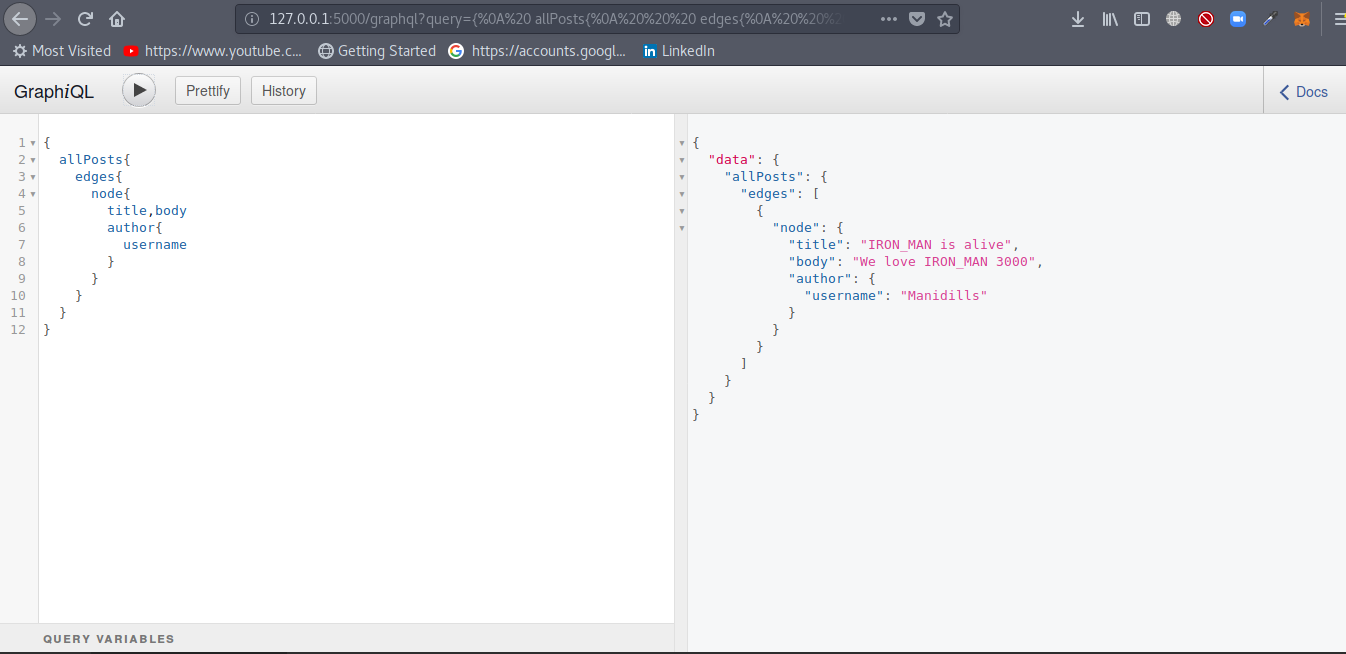 127.0.0.1:5000/graphql?query={%0A%20 allPosts{%0A%20%20%20 edges{%0A%20%20%2
Most Visited https://www.youtube.c... Getting Started https://accounts.googl... LinkedIn
GraphiQL Prettify History Docs
1 {
2 allPosts{
3 edges{
4 node{
5 title,body
6 author{
7 username
8 }
9 }
10 }
11 }
12 }
{
"data": {
"allPosts": {
"edges": [
{
"node": {
"title": "IRON_MAN is alive",
"body": "We love IRON_MAN 3000",
"author": {
"username": "Manidills"
}
}
}
]
}
}
}
QUERY VARIABLES